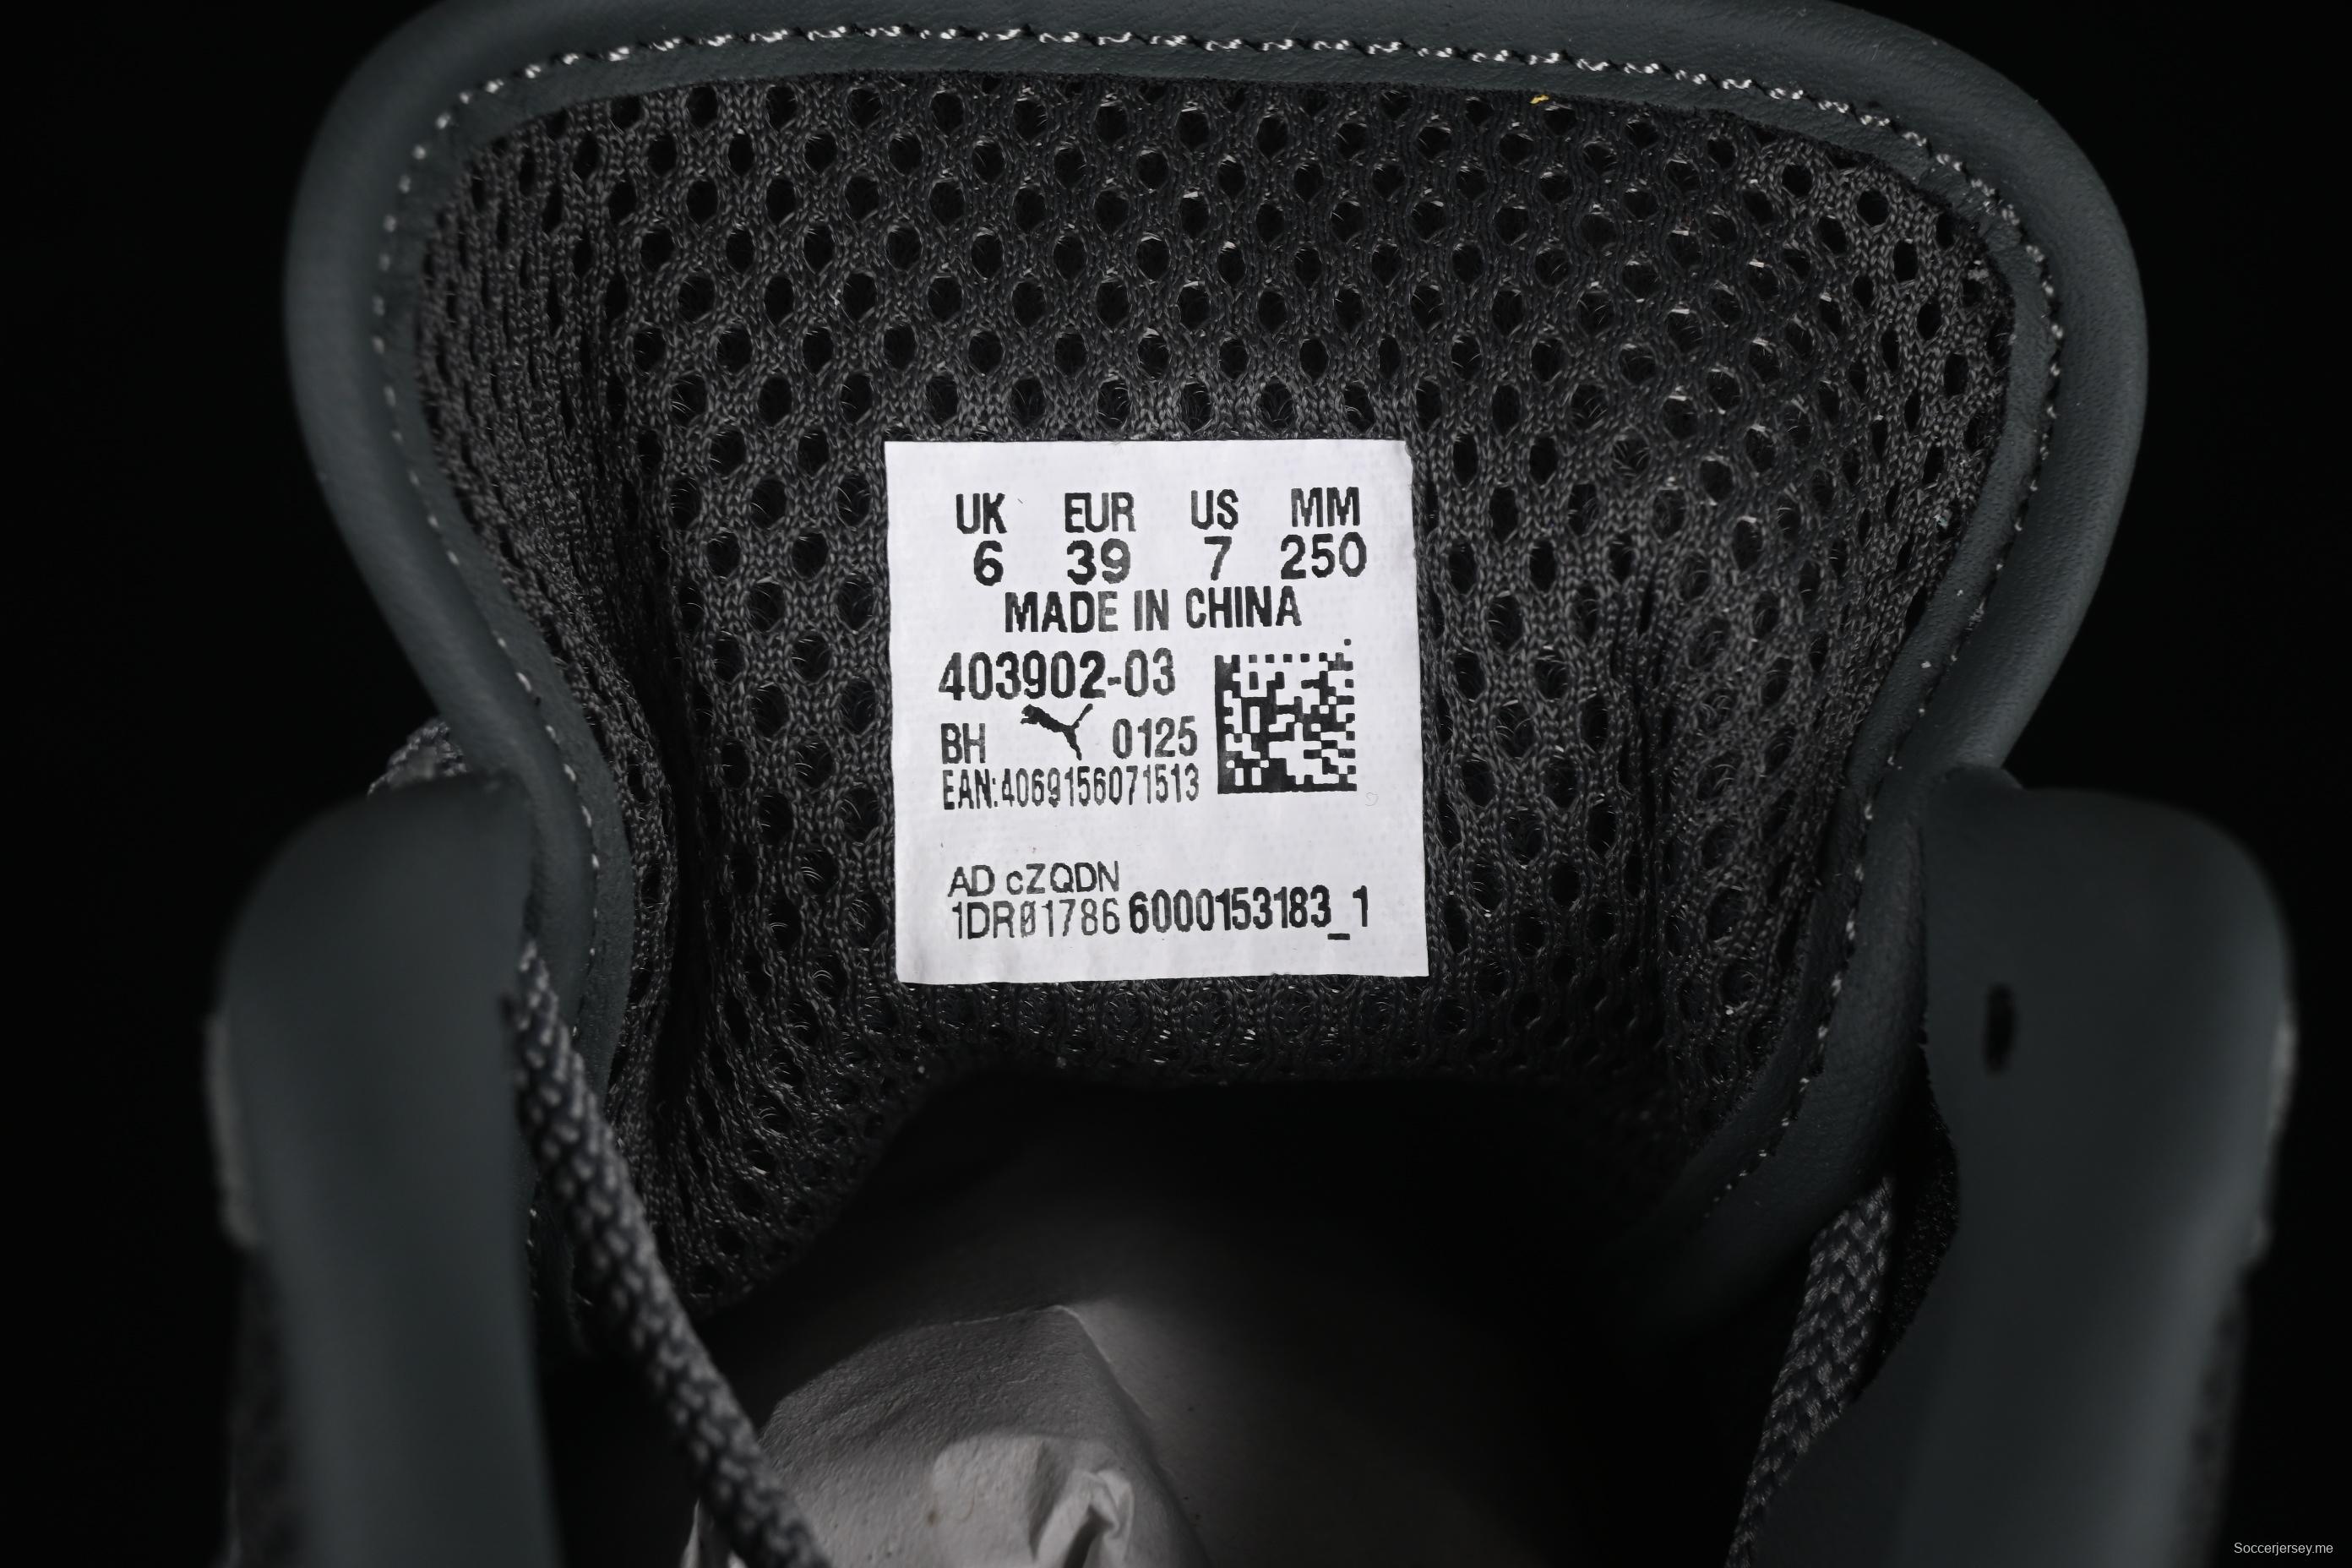 UK EUR US MM
6 39 7 250
MADE IN CHINA
403902-03
BH 0125
EAN:4069156071513
AD cZQDN
1DRØ1786 6000153183_1
Soccerjersey.me